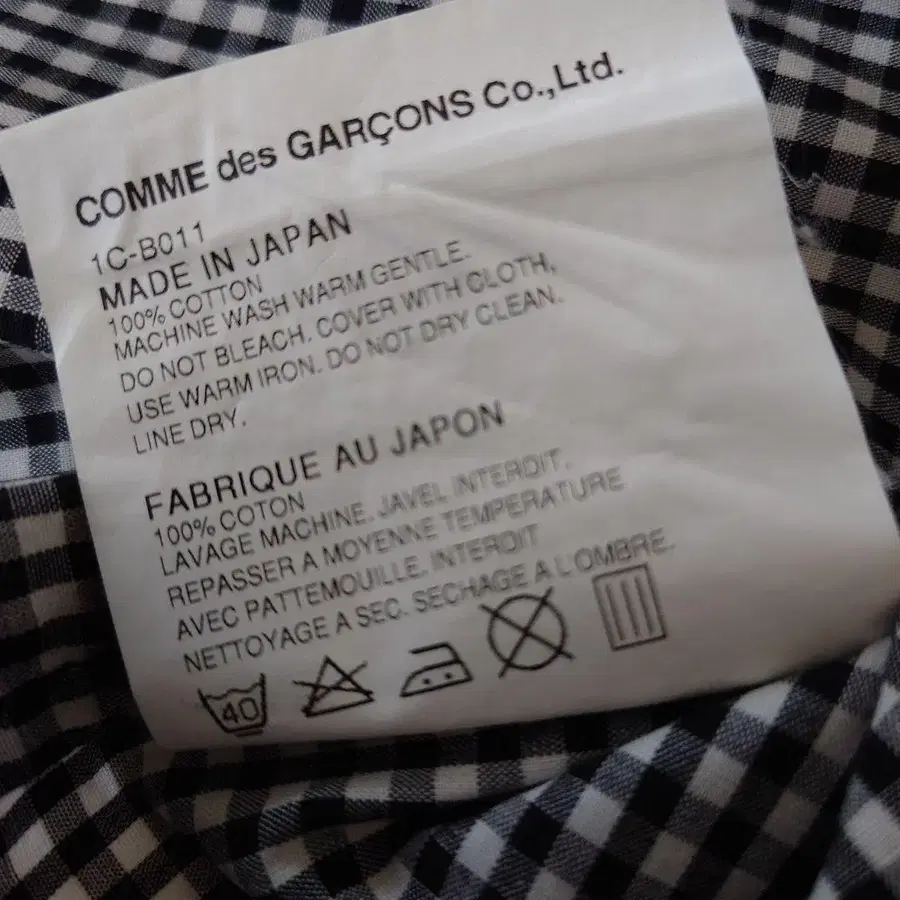 COMME des GARÇONS Co.,Ltd.
1C-B011
MADE IN JAPAN
100% COTTON
MACHINE WASH WARM GENTLE.
DO NOT BLEACH. COVER WITH CLOTH,
USE WARM IRON. DO NOT DRY CLEAN.
LINE DRY.
FABRIQUE AU JAPON
100% COTON
LAVAGE MACHINE. JAVEL INTERDIT.
REPASSER A MOYENNE TEMPERATURE
AVEC PATTEMOUILLE. INTERDIT
NETTOYAGE A SEC. SECHAGE A L'OMBRE.
40